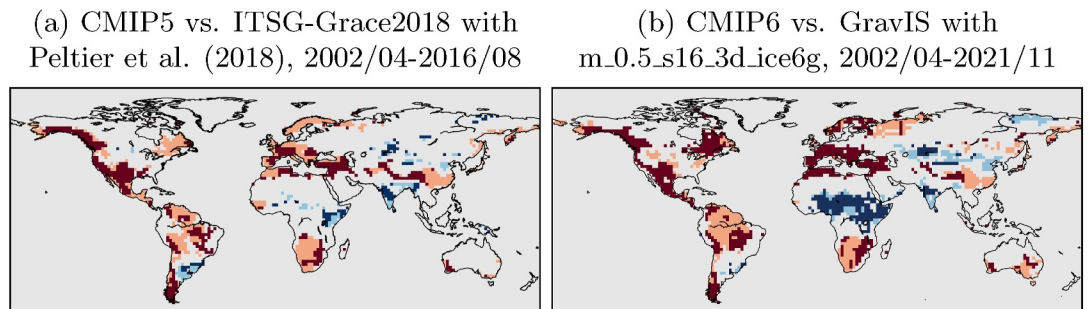 (a) CMIP5 vs. ITSG-Grace2018 with
Peltier et al. (2018), 2002/04-2016/08
(b) CMIP6 vs. GravIS with
m_0.5_s16_3d_ice6g, 2002/04-2021/11